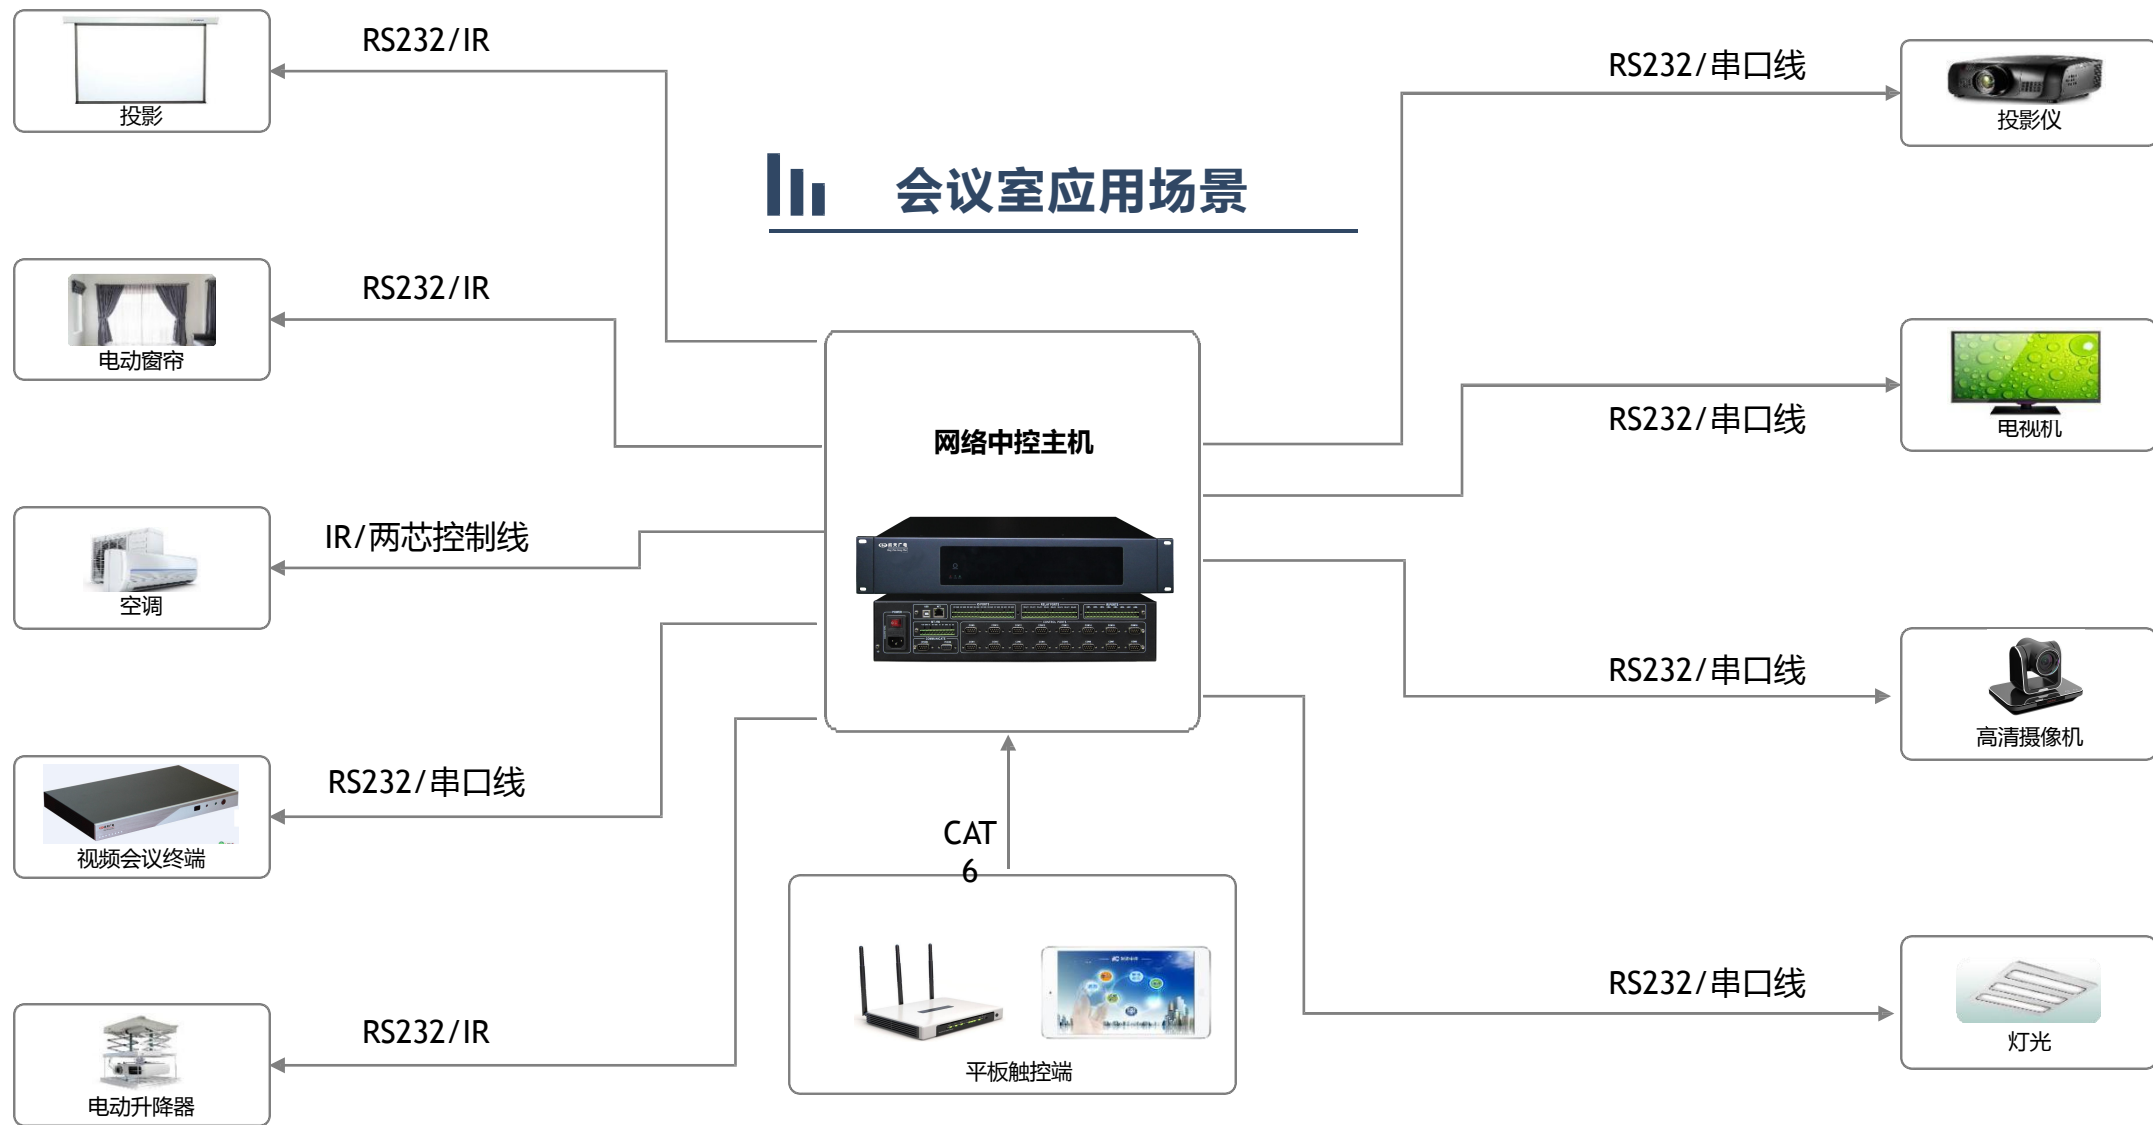 RS232/IR
投影
RS232/串口线
投影仪
会议室应用场景
RS232/IR
电动窗帘
RS232/串口线
电视机
网络中控主机
IR/两芯控制线
空调
RS232/串口线
高清摄像机
RS232/串口线
视频会议终端
CAT
6
平板触控端
RS232/IR
电动升降器
RS232/串口线
灯光